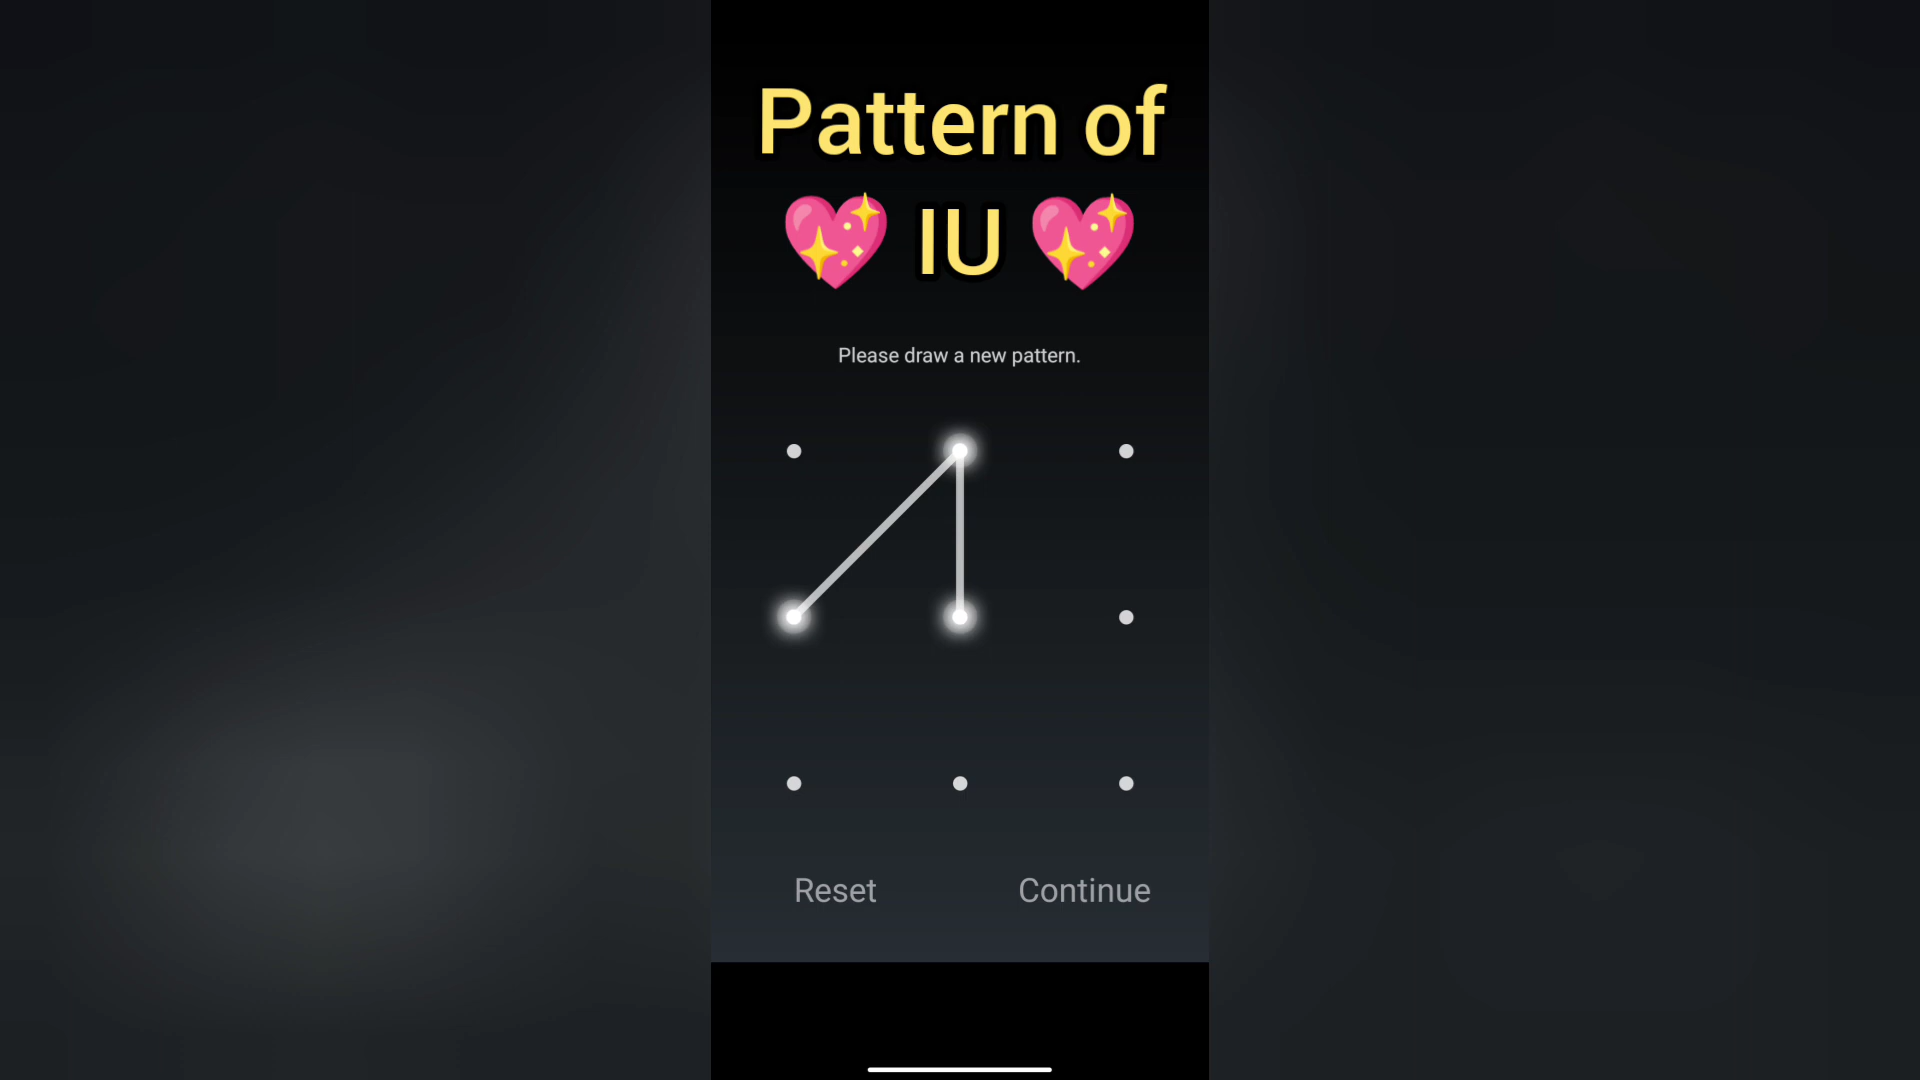 Pattern of
💖 IU 💖
Please draw a new pattern.
Reset Continue